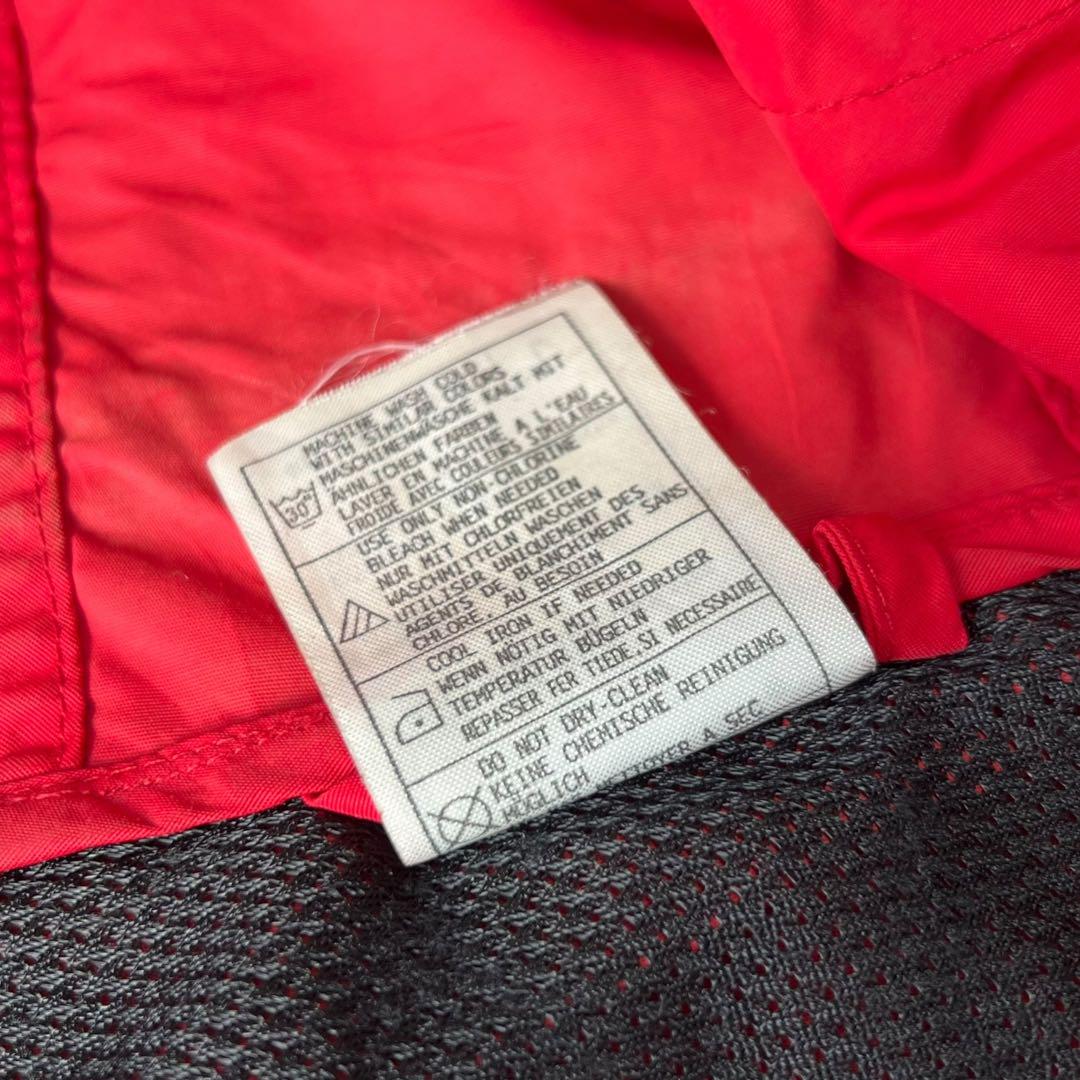 MACHINE WASH COLD
WITH SIMILAR COLORS
MASCHINENWÄSCHE KALT MIT
ÄHNLICHEN FARBEN
LAVER EN MACHINE A L'EAU
FROIDE AVEC COULEURS SIMILAIRES
30°
USE ONLY NON-CHLORINE
BLEACH WHEN NEEDED
NUR MIT CHLORFREIEN
WASCHMITTELN WASCHEN
UTILISER UNIQUEMENT DES
AGENTS DE BLANCHIMENT SANS
CHLORE, AU BESOIN
COOL IRON IF NEEDED
WENN NÖTIG MIT NIEDRIGER
TEMPERATUR BÜGELN
REPASSER FER TIEDE,SI NECESSAIRE
DO NOT DRY-CLEAN
KEINE CHEMISCHE REINIGUNG
MÖGLICH A SEC